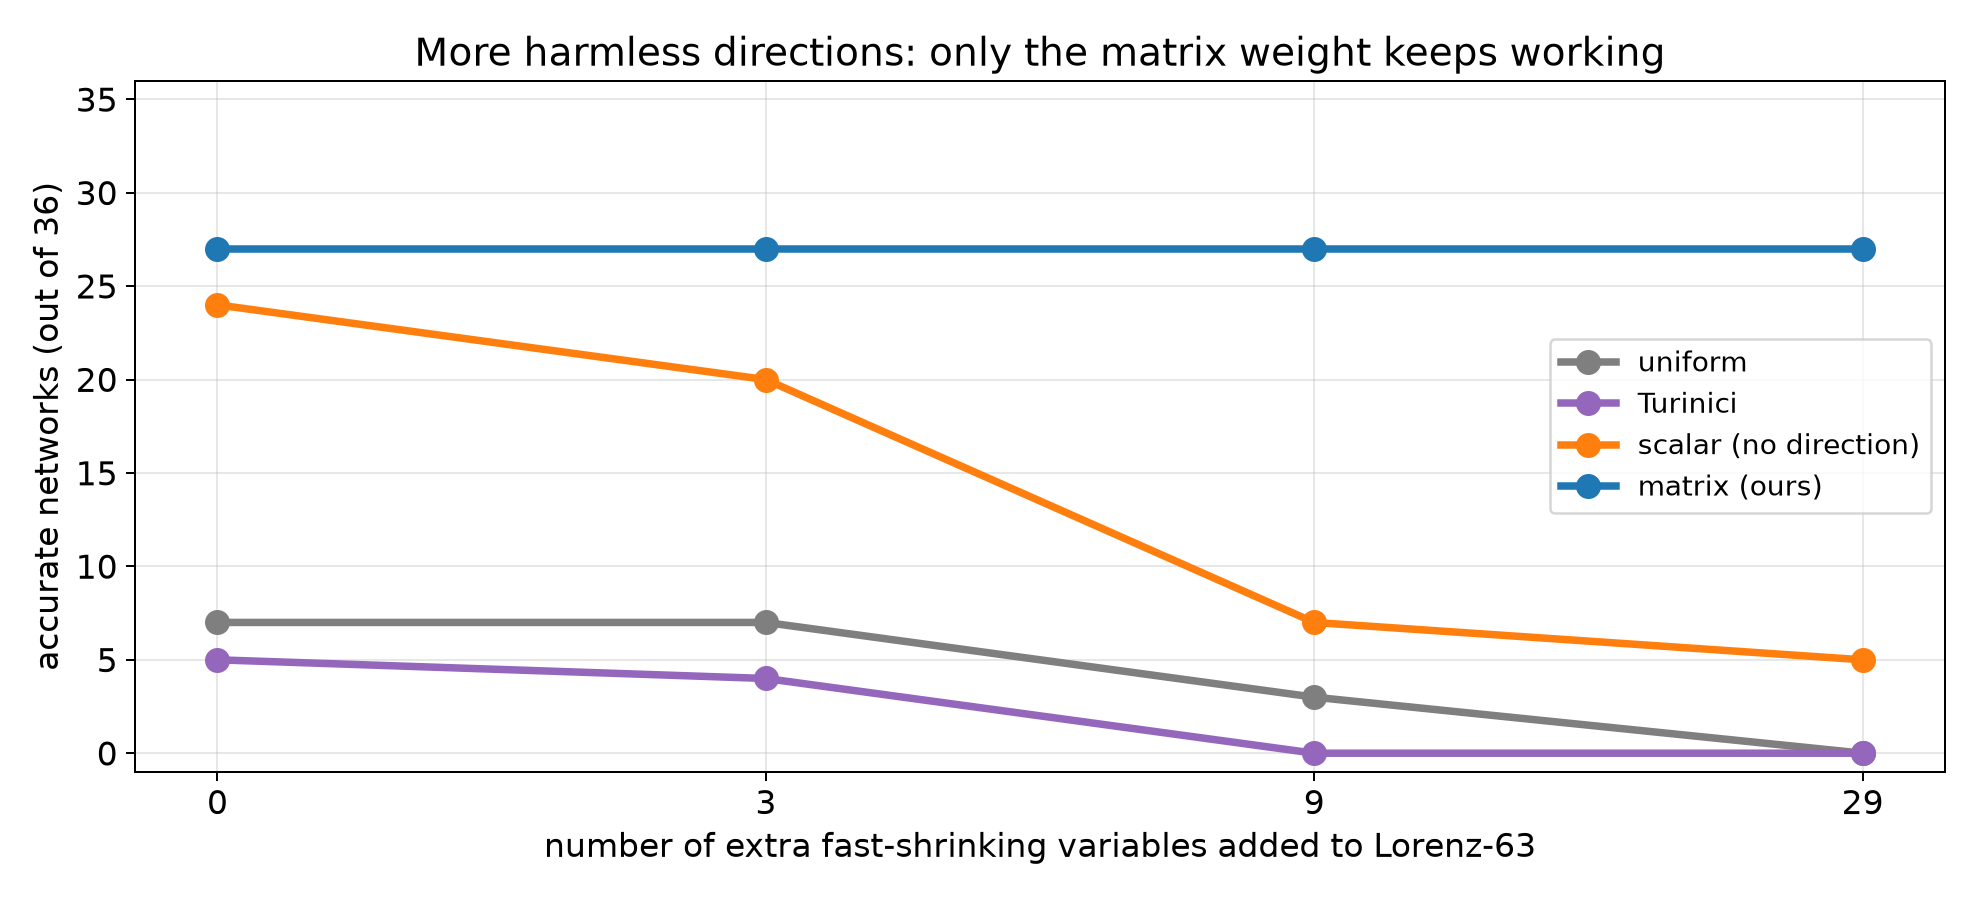 More harmless directions: only the matrix weight keeps working
accurate networks (out of 36)
35
30
25
20
15
10
5
0
uniform
Turinici
scalar (no direction)
matrix (ours)
0 3 9 29
number of extra fast-shrinking variables added to Lorenz-63